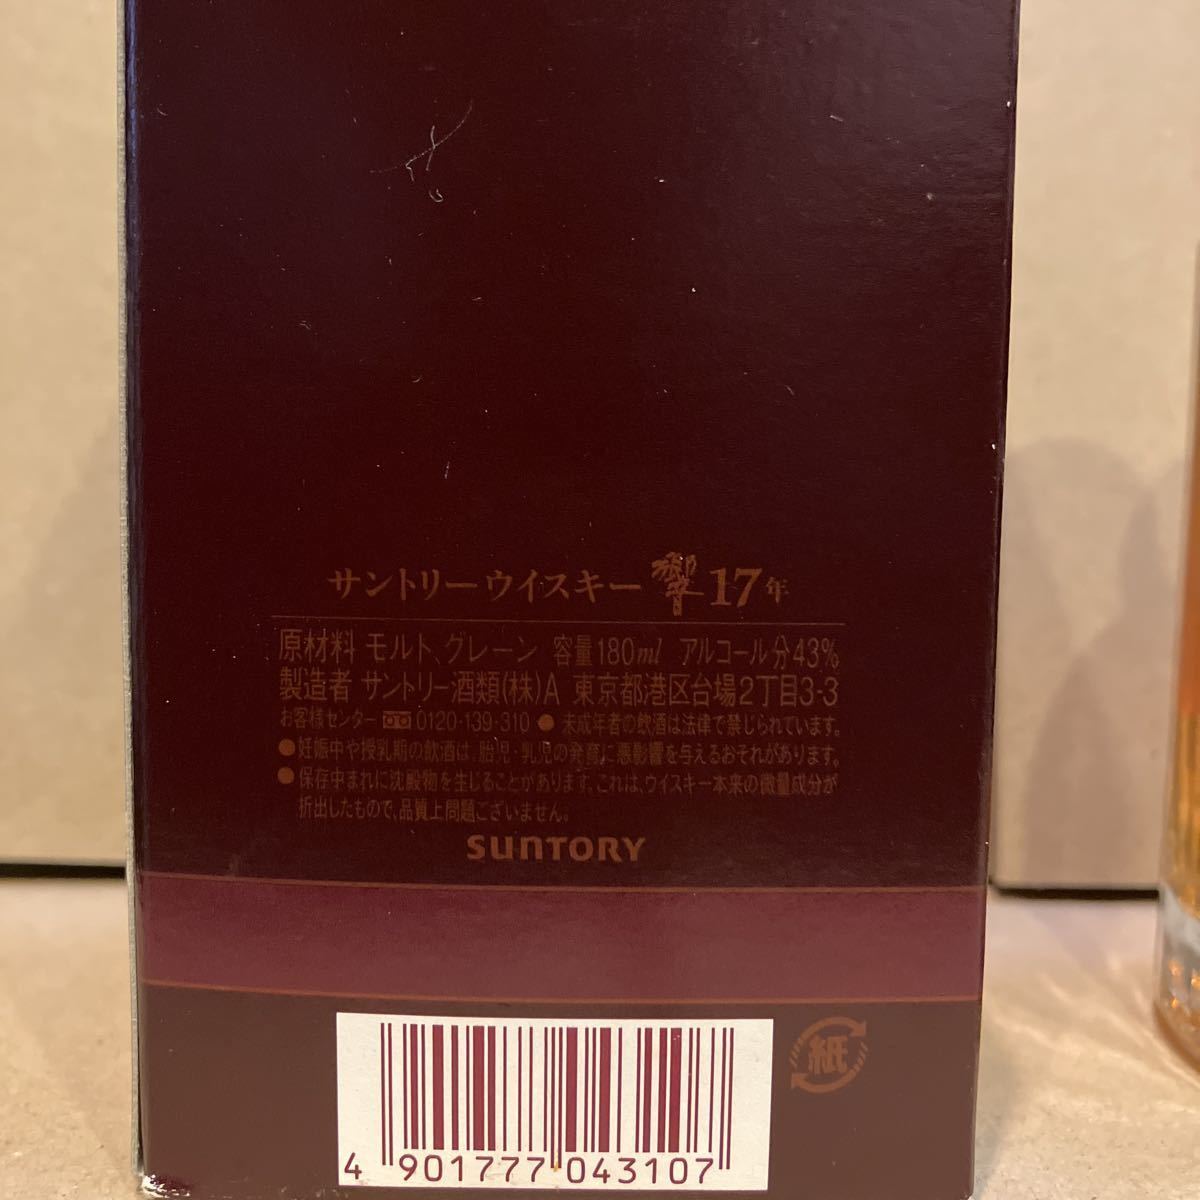 サントリーウイスキー 響 17年
原材料 モルト、グレーン 容量180ml アルコール分43%
製造者 サントリー酒類(株)A 東京都港区台場2丁目3-3
お客様センター 0120-139-310 ● 未成年者の飲酒は法律で禁じられています。
● 妊娠中や授乳期の飲酒は、胎児・乳児の発育に悪影響を与えるおそれがあります。
● 保存中まれに沈殿物を生じることがあります。これは、ウイスキー本来の微量成分が
折出したもので、品質上問題ございません。
SUNTORY
紙
4 901777 043107